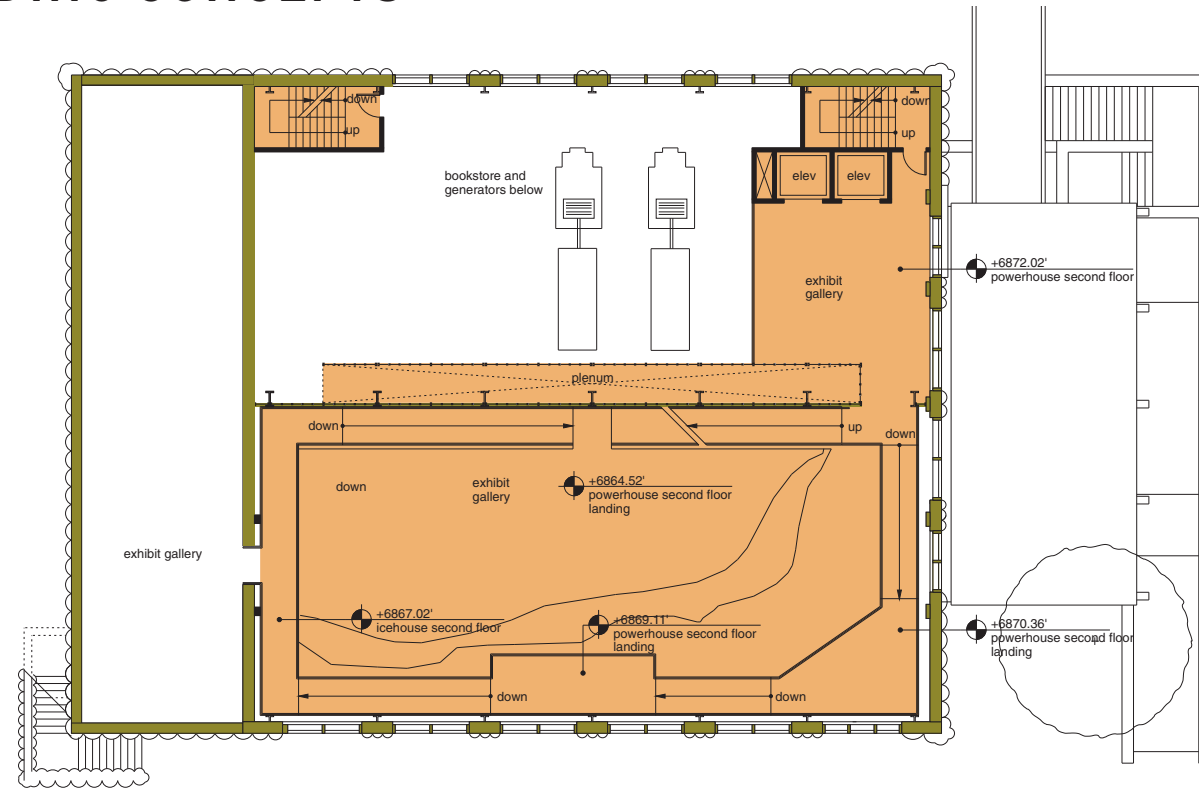 down
up
down
up
bookstore and
generators below
elev
elev
+6872.02'
powerhouse second floor
exhibit
gallery
plenum
down
up
down
down
exhibit
gallery
+6864.52'
powerhouse second floor
landing
exhibit gallery
+6867.02'
icehouse second floor
+6869.11'
powerhouse second floor
landing
+6870.36'
powerhouse second floor
landing
down
down